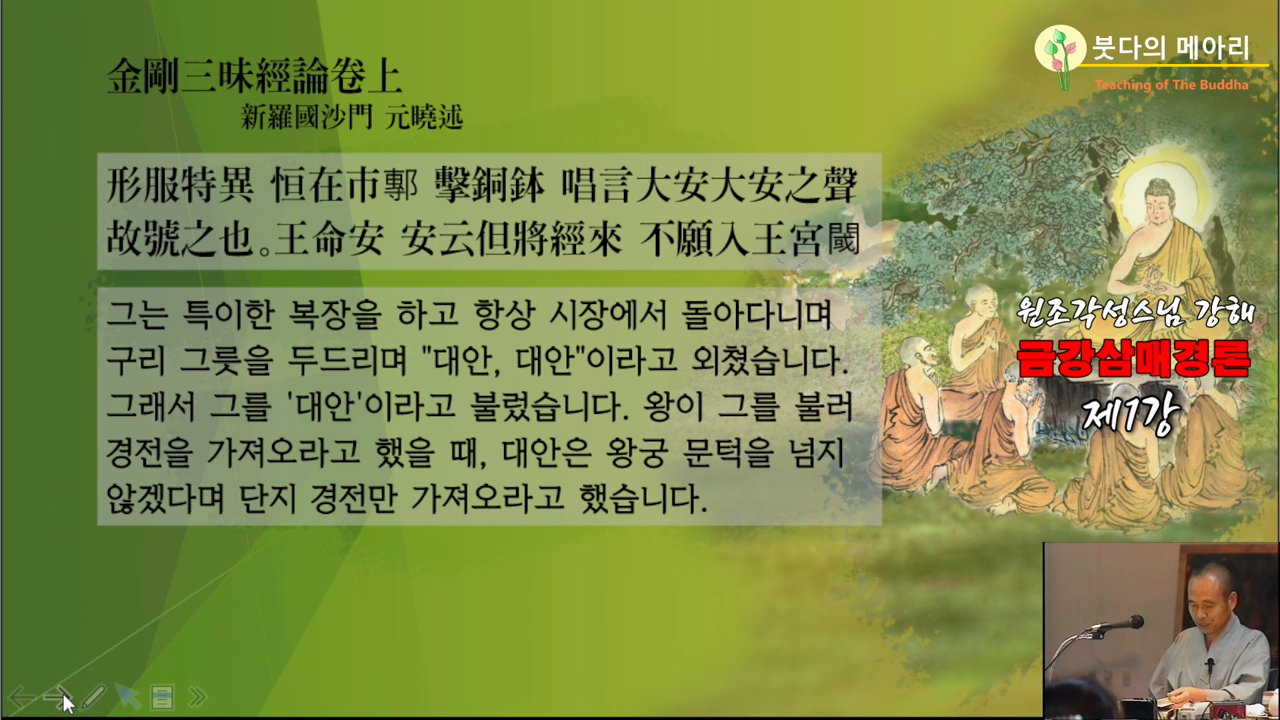 金剛三昧經論卷上
新羅國沙門 元曉述
形服特異 恒在市鄽 擊銅鉢 唱言大安大安之聲
故號之也。王命安 安云但將經來 不願入王宮閾
그는 특이한 복장을 하고 항상 시장에서 돌아다니며
구리 그릇을 두드리며 "대안, 대안"이라고 외쳤습니다.
그래서 그를 '대안'이라고 불렀습니다. 왕이 그를 불러
경전을 가져오라고 했을 때, 대안은 왕궁 문턱을 넘지
않겠다며 단지 경전만 가져오라고 했습니다.
붓다의 메아리
Teaching of The Buddha
원조각성스님 강해
금강삼매경론
제1강